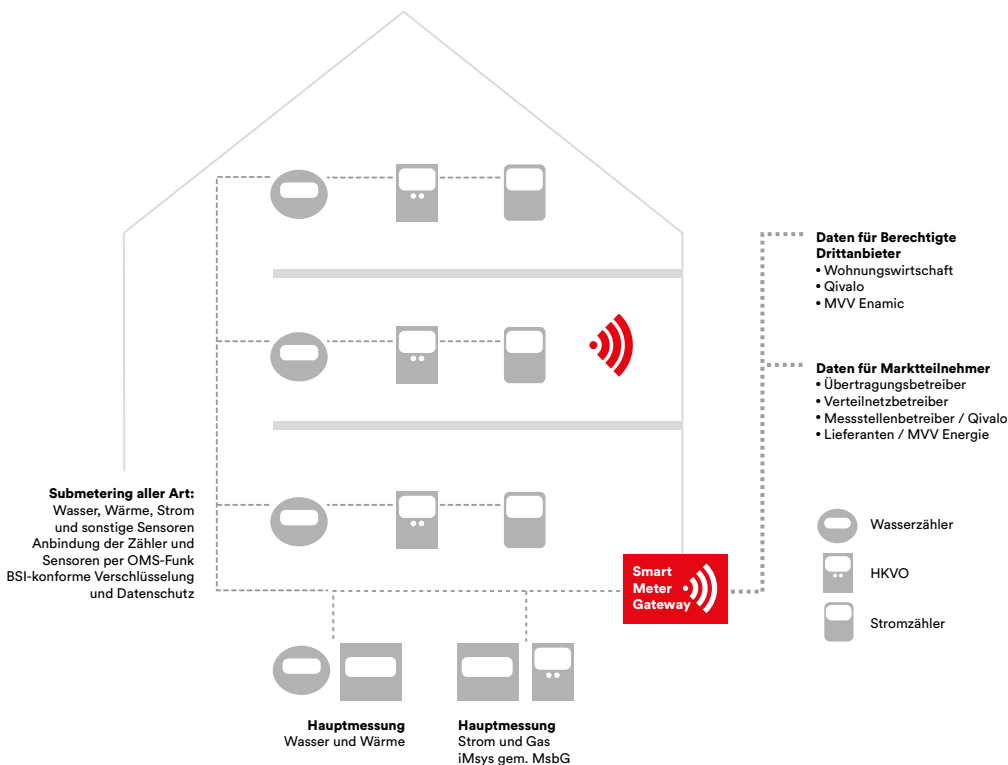 Daten für Berechtigte
Drittanbieter
• Wohnungswirtschaft
• Qivalo
• MVV Enamic
Daten für Marktteilnehmer
• Übertragungsbetreiber
• Verteilnetzbetreiber
• Messstellenbetreiber / Qivalo
• Lieferanten / MVV Energie
Submetering aller Art:
Wasser, Wärme, Strom
und sonstige Sensoren
Anbindung der Zähler und
Sensoren per OMS-Funk
BSI-konforme Verschlüsselung
und Datenschutz
Smart
Meter
Gateway
Wasserzähler
HKVO
Stromzähler
Hauptmessung
Wasser und Wärme
Hauptmessung
Strom und Gas
iMsys gem. MsbG